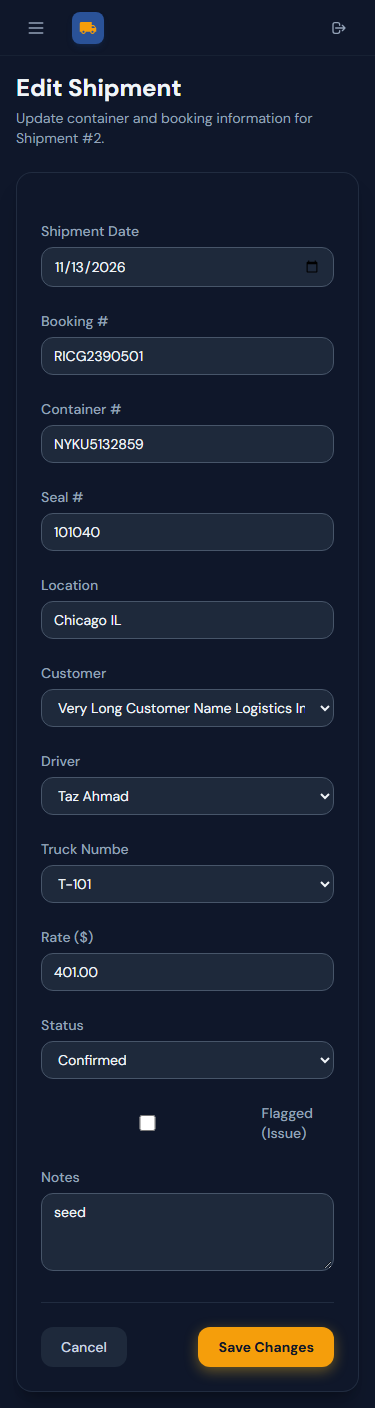 Edit Shipment
Update container and booking information for
Shipment #2.
Shipment Date
11/13/2026
Booking #
RICG2390501
Container #
NYKU5132859
Seal #
101040
Location
Chicago IL
Customer
Very Long Customer Name Logistics In
Driver
Taz Ahmad
Truck Numbe
T-101
Rate ($)
401.00
Status
Confirmed
Flagged
(Issue)
Notes
seed
Cancel
Save Changes